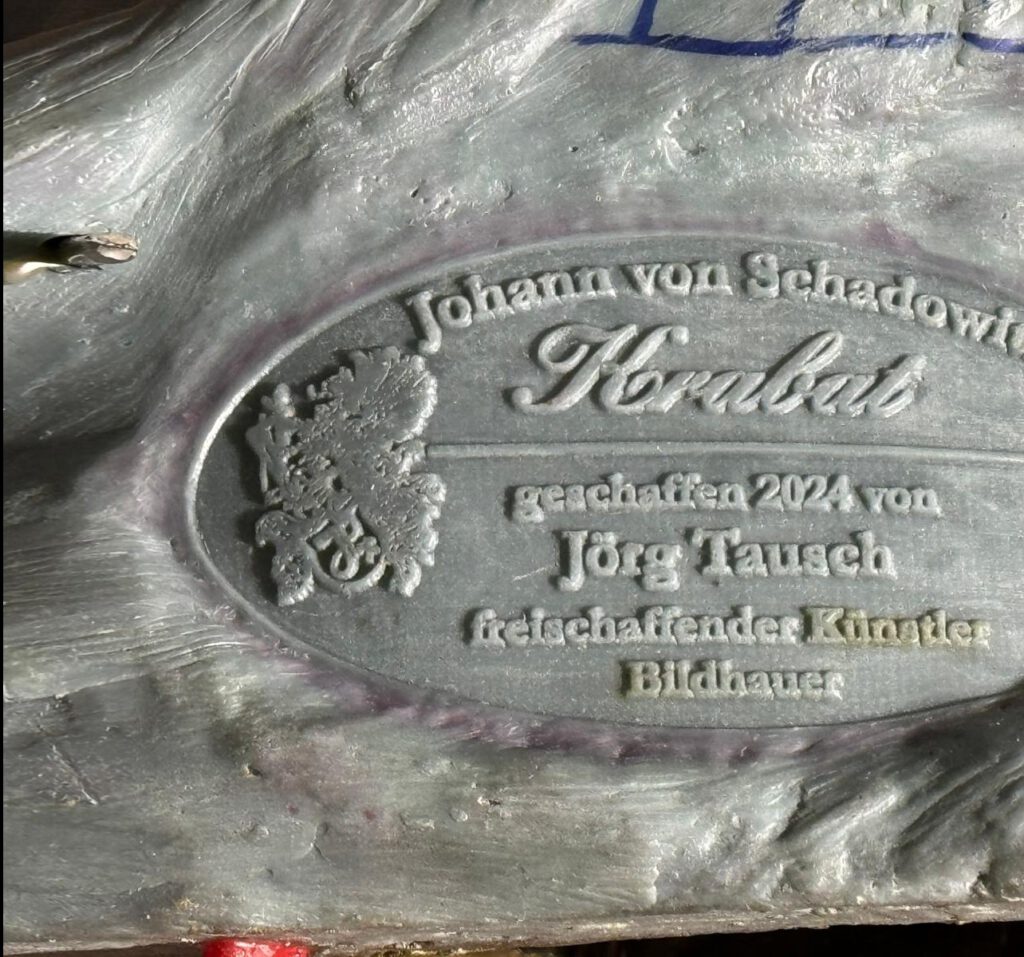 Johann von Schadowit
Krabat
geschaffen 2024 von
Jörg Tausch
freischaffender Künstler
Bildhauer